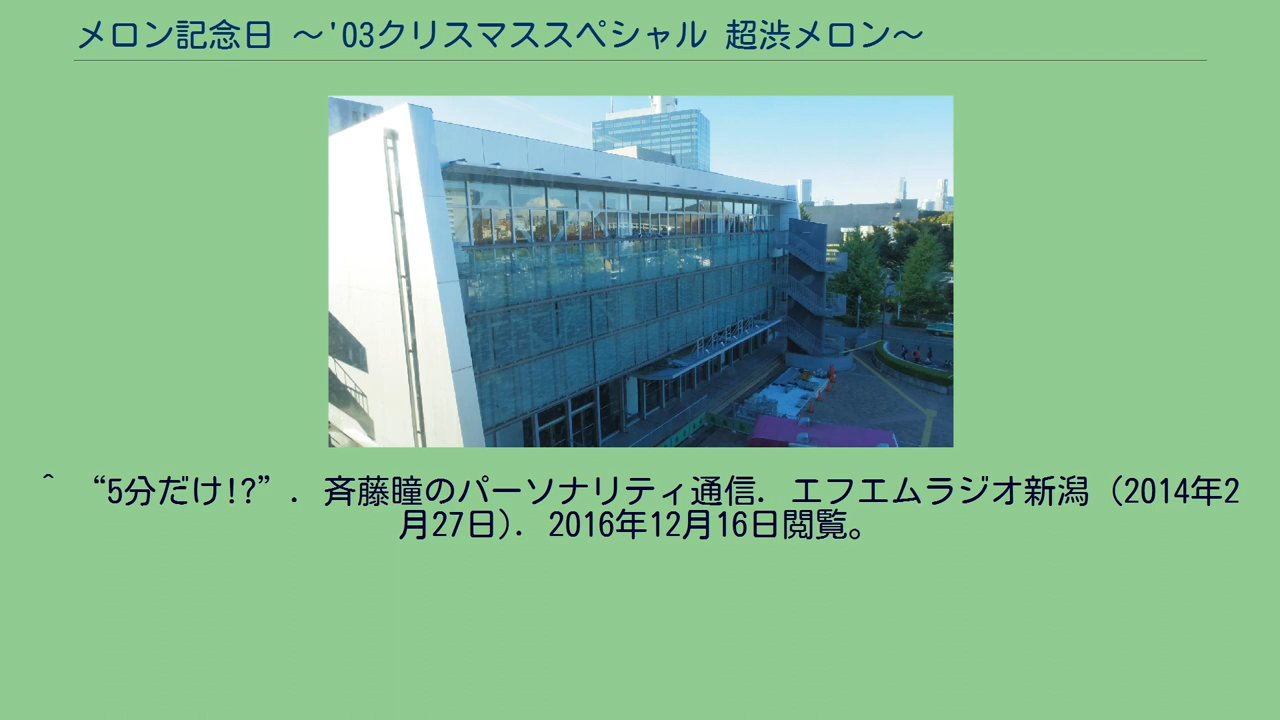 メロン記念日 〜'03クリスマススペシャル 超渋メロン〜
^ “5分だけ!?”. 斉藤瞳のパーソナリティ通信. エフエムラジオ新潟 (2014年2
月27日). 2016年12月16日閲覧。